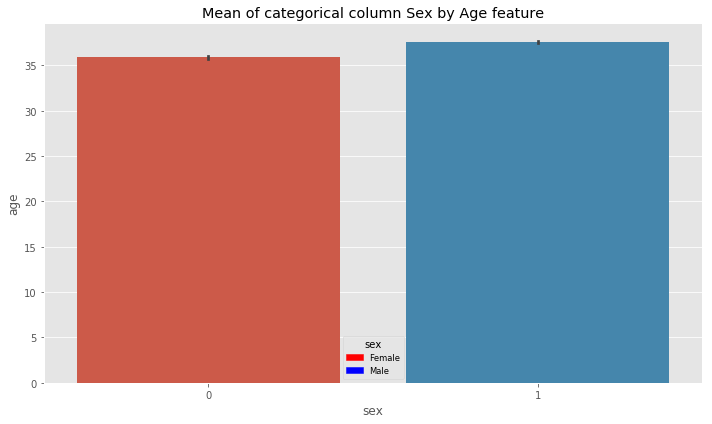 Mean of categorical column Sex by Age feature
age
35
30
25
20
15
10
5
0
sex
Female
Male
0 1
sex